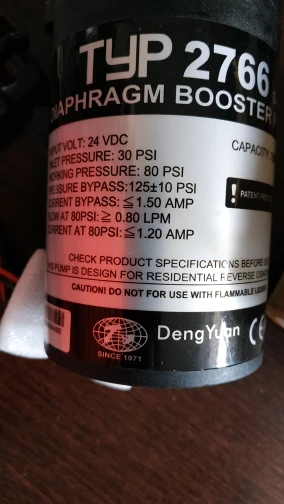 TYP 2766
DIAPHRAGM BOOSTER
INPUT VOLT: 24 VDC
INLET PRESSURE: 30 PSI
WORKING PRESSURE: 80 PSI
PRESSURE BYPASS:125±10 PSI
CURRENT BYPASS:≦1.50 AMP
FLOW AT 80PSI:≧ 0.80 LPM
CURRENT AT 80PSI:≦1.20 AMP
CAPACITY
! PATENT
CHECK PRODUCT SPECIFICATIONS BEFORE
THIS PUMP IS DESIGN FOR RESIDENTIAL REVERSE
CAUTION! DO NOT FOR USE WITH FLAMMABLE LIQUID
DengYuan CE
SINCE 1971